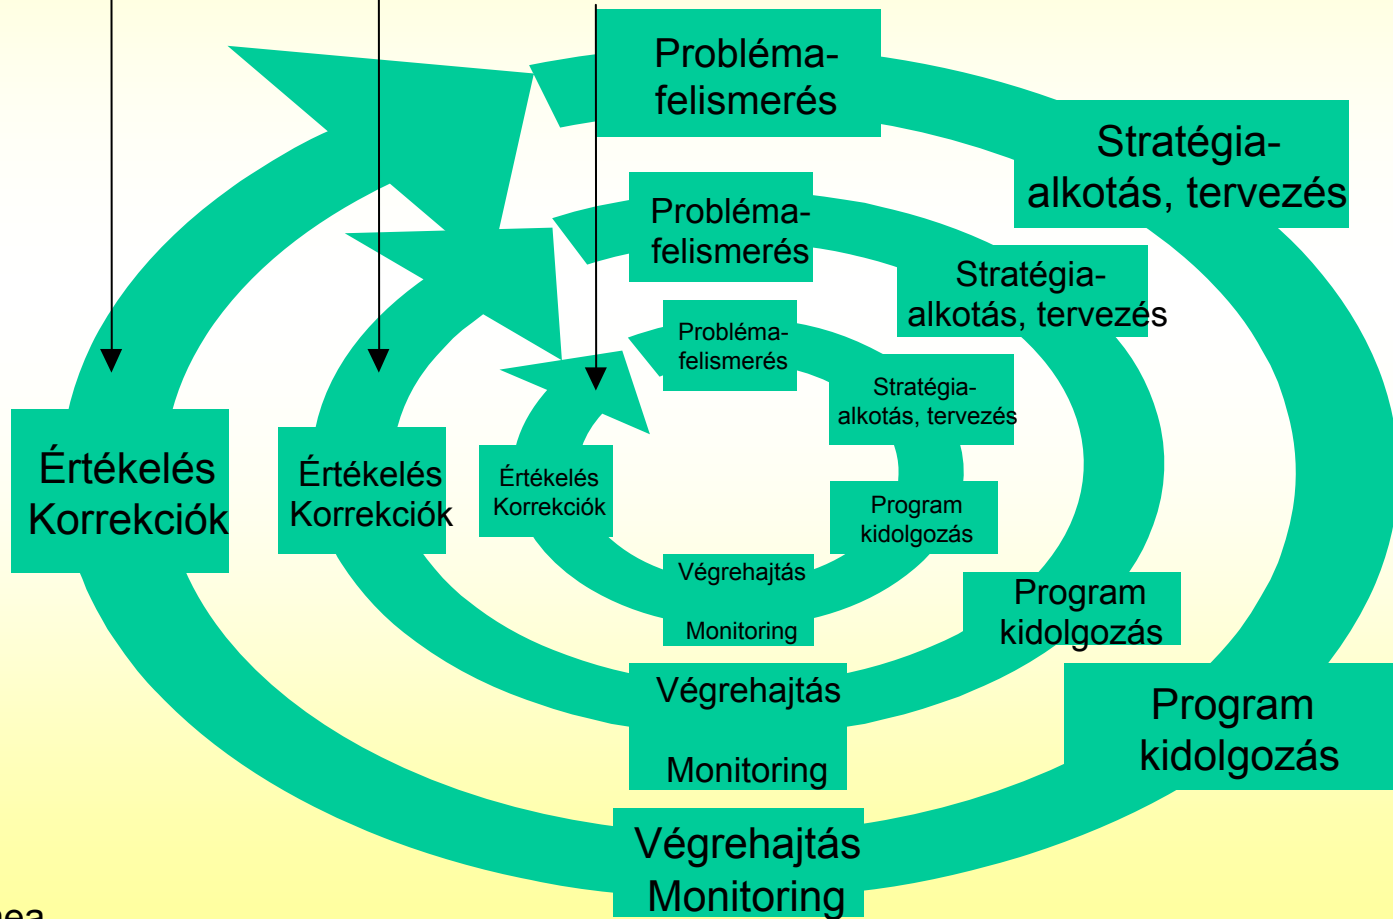 Probléma-
felismerés
Stratégia-
alkotás, tervezés
Program
kidolgozás
Végrehajtás
Monitoring
Értékelés
Korrekciók
Probléma-
felismerés
Stratégia-
alkotás, tervezés
Program
kidolgozás
Végrehajtás
Monitoring
Értékelés
Korrekciók
Probléma-
felismerés
Stratégia-
alkotás, tervezés
Program
kidolgozás
Végrehajtás
Monitoring
Értékelés
Korrekciók